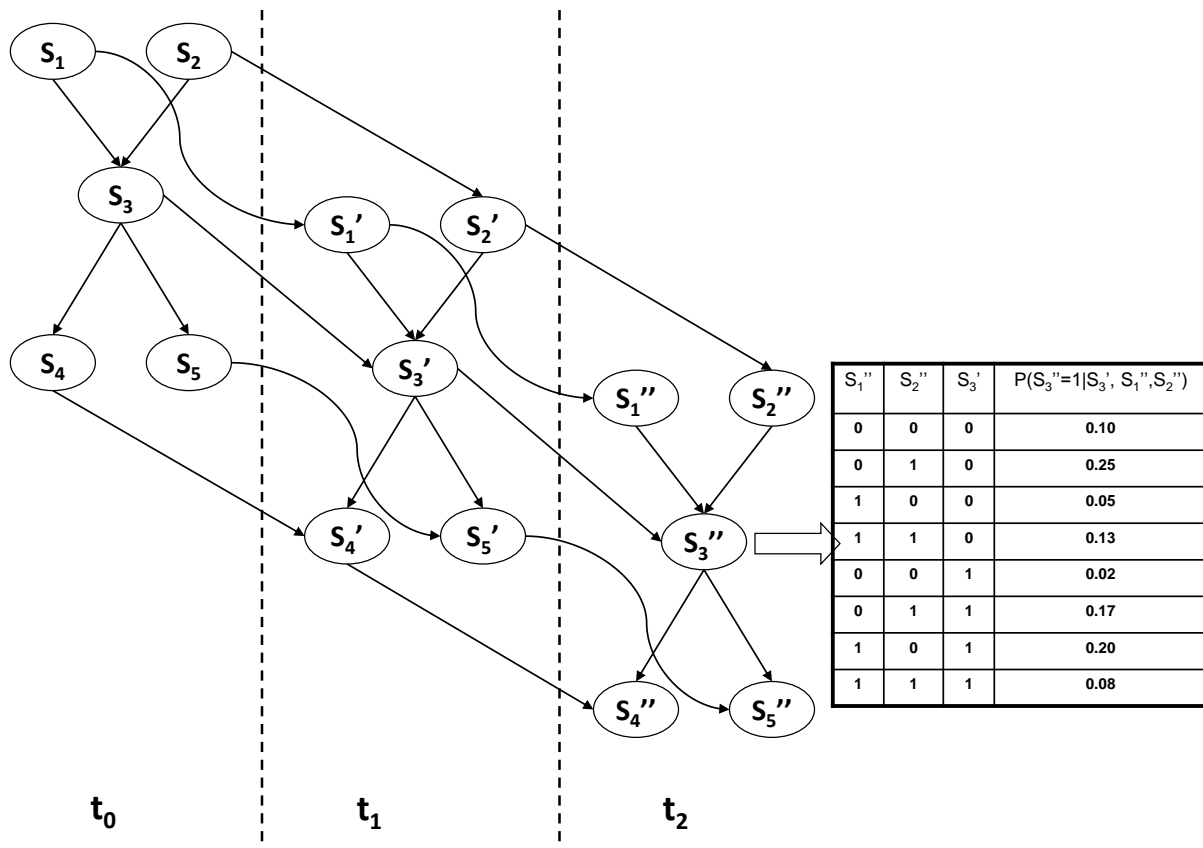 S₁ S₂
S₃
S₁’ S₂’
S₄ S₅
S₃’
S₁’’ S₂’’
S₄’ S₅’
S₃’’
S₄’’ S₅’’
S₁’’ S₂’’ S₃’ P(S₃’’=1|S₃’, S₁’’,S₂’’)
0 0 0 0.10
0 1 0 0.25
1 0 0 0.05
1 1 0 0.13
0 0 1 0.02
0 1 1 0.17
1 0 1 0.20
1 1 1 0.08
t₀ t₁ t₂